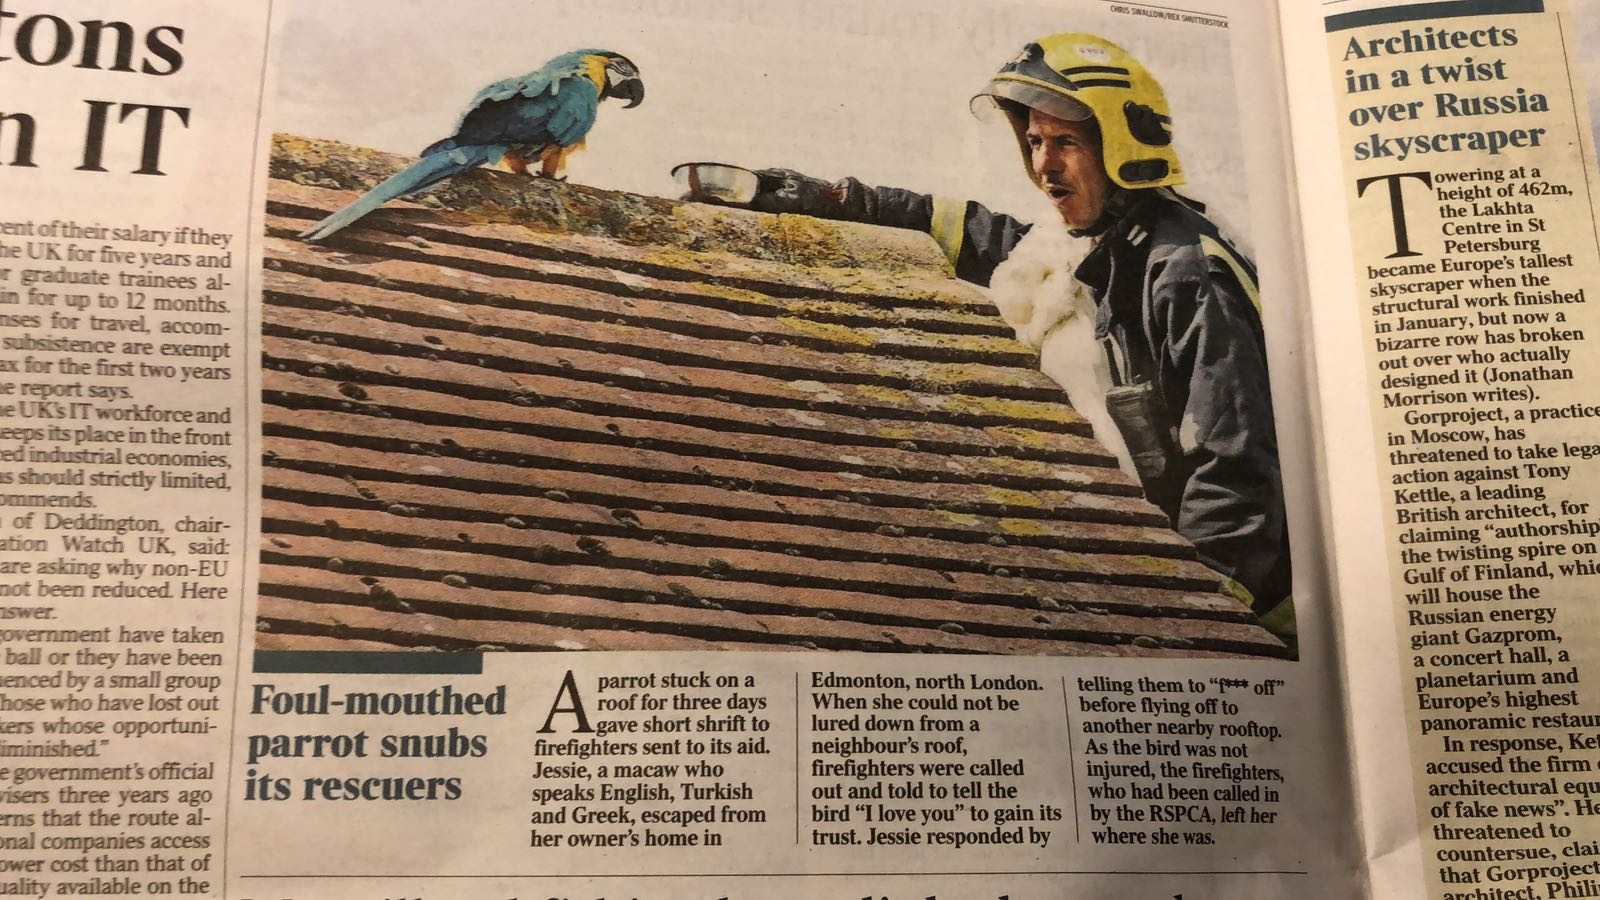 tons
n IT
cent of their salary if they
he UK for five years and
r graduate trainees al-
in for up to 12 months.
nses for travel, accom-
subsistence are exempt
ax for the first two years
e report says.
e UK's IT workforce and
eeps its place in the front
ed industrial economies,
as should strictly limited,
ommends.
of Deddington, chair-
ation Watch UK, said:
are asking why non-EU
not been reduced. Here
nswer.
government have taken
ball or they have been
enced by a small group
hose who have lost out
kers whose opportuni-
iminished."
e government's official
visers three years ago
erns that the route al-
onal companies access
ower cost than that of
uality available on the
CHRIS SWALLOW/REX SHUTTERSTOCK
Foul-mouthed
parrot snubs
its rescuers
A parrot stuck on a
roof for three days
gave short shrift to
firefighters sent to its aid.
Jessie, a macaw who
speaks English, Turkish
and Greek, escaped from
her owner's home in
Edmonton, north London.
When she could not be
lured down from a
neighbour's roof,
firefighters were called
out and told to tell the
bird "I love you" to gain its
trust. Jessie responded by
telling them to "f*** off"
before flying off to
another nearby rooftop.
As the bird was not
injured, the firefighters,
who had been called in
by the RSPCA, left her
where she was.
Architects
in a twist
over Russia
skyscraper
Towering at a
height of 462m,
the Lakhta
Centre in St
Petersburg
became Europe's tallest
skyscraper when the
structural work finished
in January, but now a
bizarre row has broken
out over who actually
designed it (Jonathan
Morrison writes).
Gorproject, a practice
in Moscow, has
threatened to take lega
action against Tony
Kettle, a leading
British architect, for
claiming "authorship
the twisting spire on
Gulf of Finland, whic
will house the
Russian energy
giant Gazprom,
a concert hall, a
planetarium and
Europe's highest
panoramic restaur
In response, Ket
accused the firm
architectural equ
of fake news". He
threatened to
countersue, clai
that Gorproject
architect, Phili